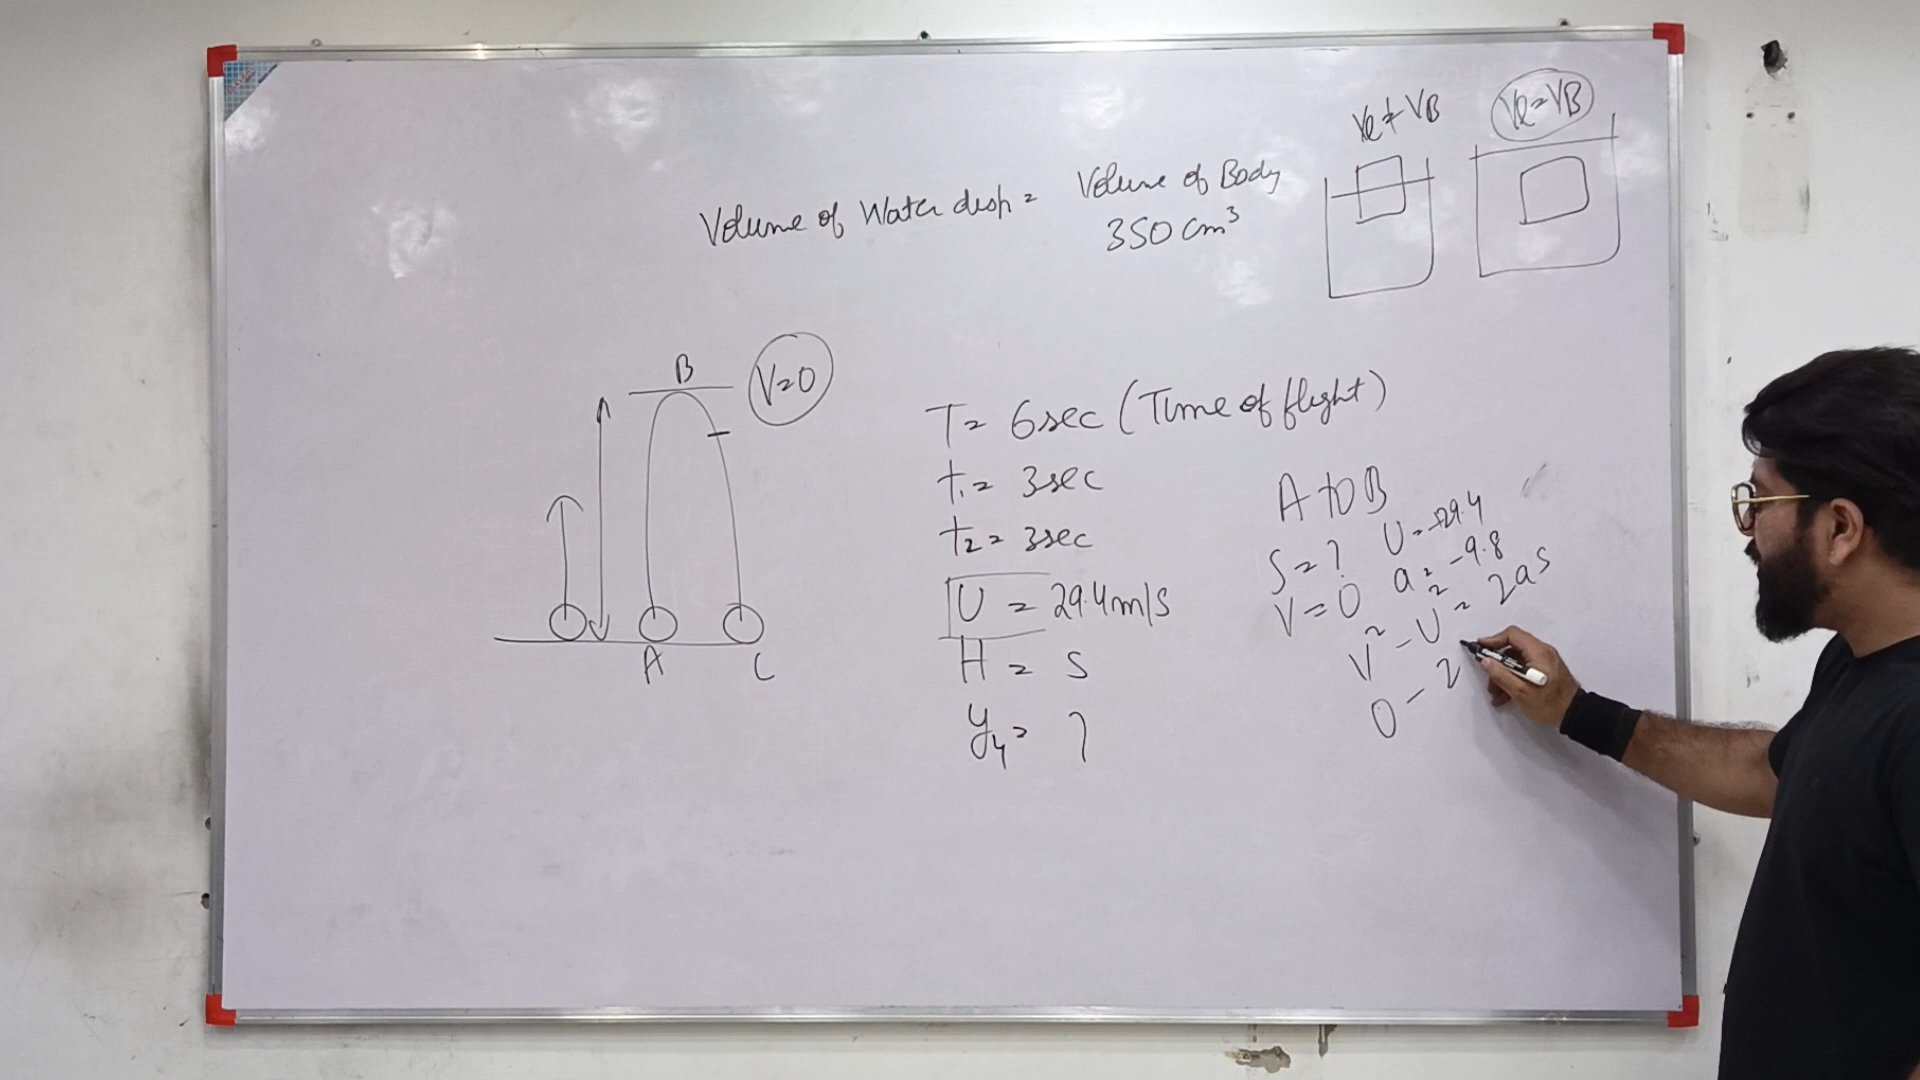 Ve ≠ VB
Ve = VB
Volume of Water disp = Volume of Body
350 cm³
B
V=0
A
C
T= 6sec (Time of flight)
t₁= 3sec
t₂= 3sec
U = 29.4m/s
H = S
y₄= ?
A to B
S = ? U = 29.4
V = 0 a = -9.8
V² - U² = 2as
0 - 2